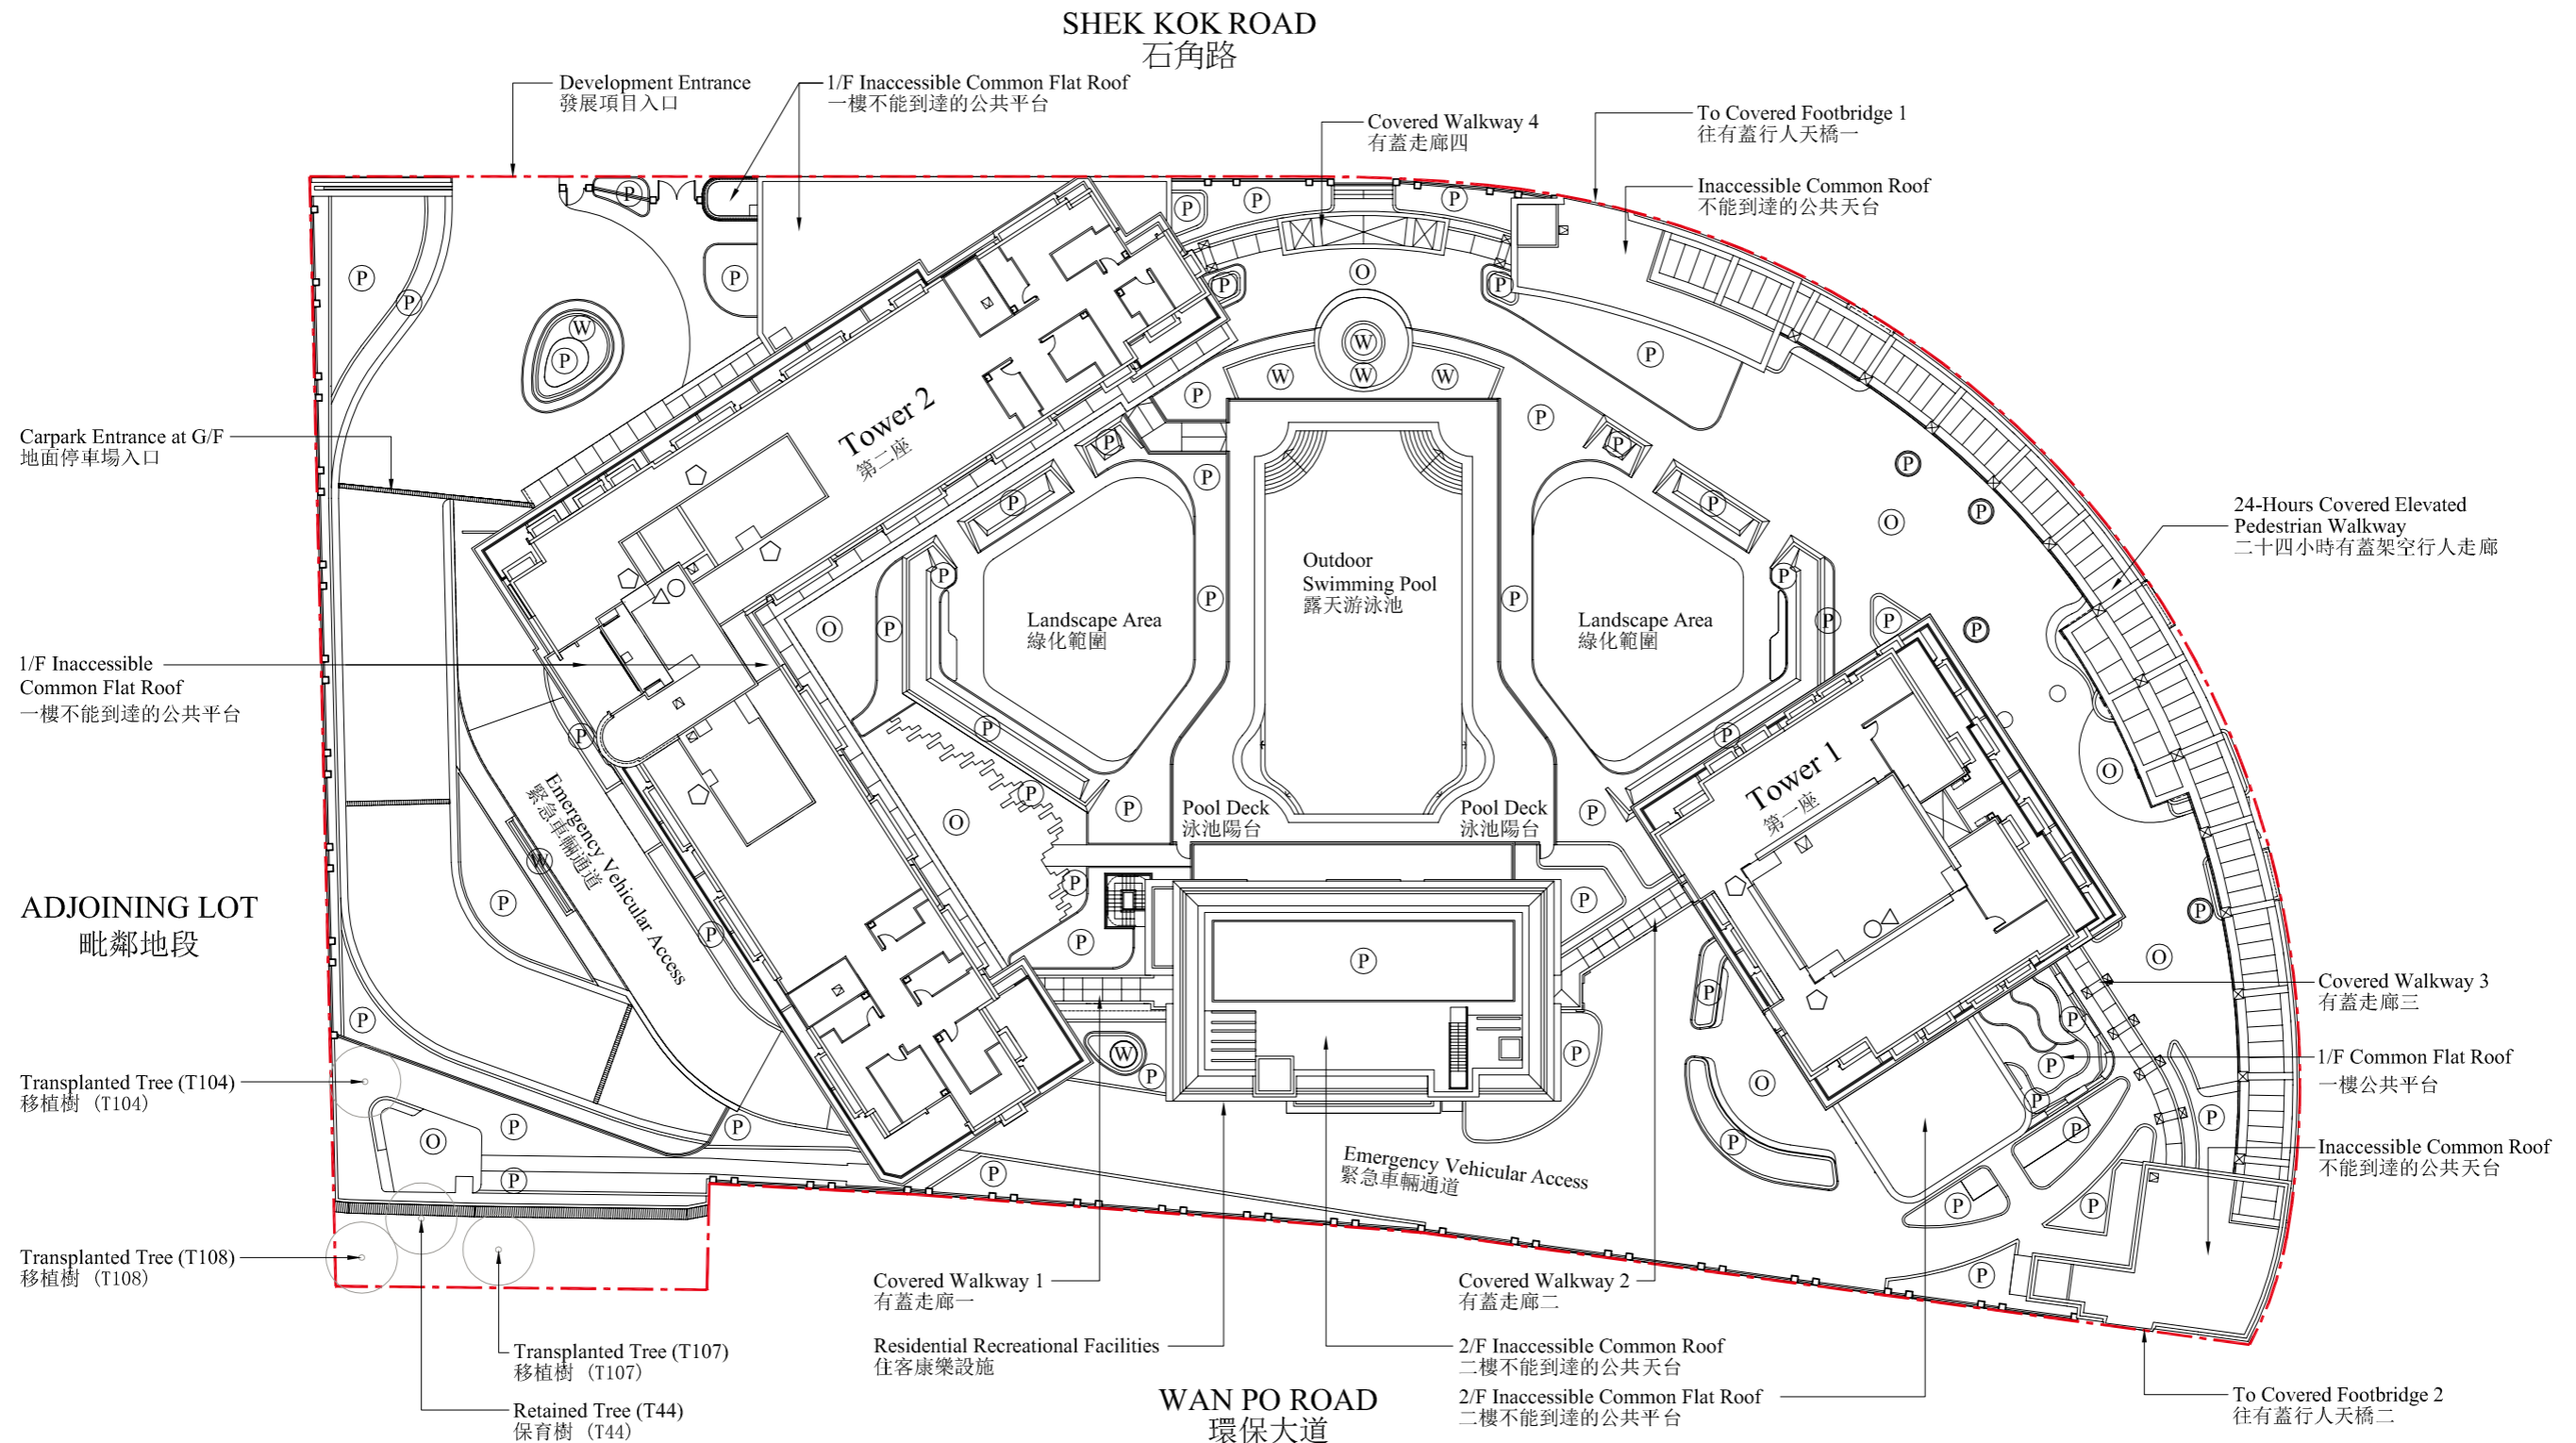 SHEK KOK ROAD
石角路
Development Entrance
發展項目入口
1/F Inaccessible Common Flat Roof
一樓不能到達的公共平台
Covered Walkway 4
有蓋走廊四
To Covered Footbridge 1
往有蓋行人天橋一
Inaccessible Common Roof
不能到達的公共天台
P
P
P
P
P
P
P
P
O
P
P
W
P
W
W
W
W
P
P
P
Tower 2
第二座
Carpark Entrance at G/F
地面停車場入口
P
P
P
P
P
P
P
O
24-Hours Covered Elevated
Pedestrian Walkway
二十四小時有蓋架空行人走廊
Outdoor
Swimming Pool
露天游泳池
Landscape Area
綠化範圍
Landscape Area
綠化範圍
P
P
P
P
O
P
P
P
P
1/F Inaccessible
Common Flat Roof
一樓不能到達的公共平台
P
P
P
P
O
Tower 1
第一座
Pool Deck
泳池陽台
Pool Deck
泳池陽台
P
P
O
Emergency Vehicular Access
緊急車輛通道
W
P
P
P
P
P
P
P
O
ADJOINING LOT
毗鄰地段
P
P
Covered Walkway 3
有蓋走廊三
P
W
P
P
P
P
1/F Common Flat Roof
一樓公共平台
Transplanted Tree (T104)
移植樹 (T104)
O
P
P
P
P
P
P
O
P
P
Inaccessible Common Roof
不能到達的公共天台
Emergency Vehicular Access
緊急車輛通道
P
P
P
P
Transplanted Tree (T108)
移植樹 (T108)
Covered Walkway 1
有蓋走廊一
Covered Walkway 2
有蓋走廊二
Transplanted Tree (T107)
移植樹 (T107)
Residential Recreational Facilities
住客康樂設施
2/F Inaccessible Common Roof
二樓不能到達的公共天台
Retained Tree (T44)
保育樹 (T44)
WAN PO ROAD
環保大道
2/F Inaccessible Common Flat Roof
二樓不能到達的公共平台
To Covered Footbridge 2
往有蓋行人天橋二